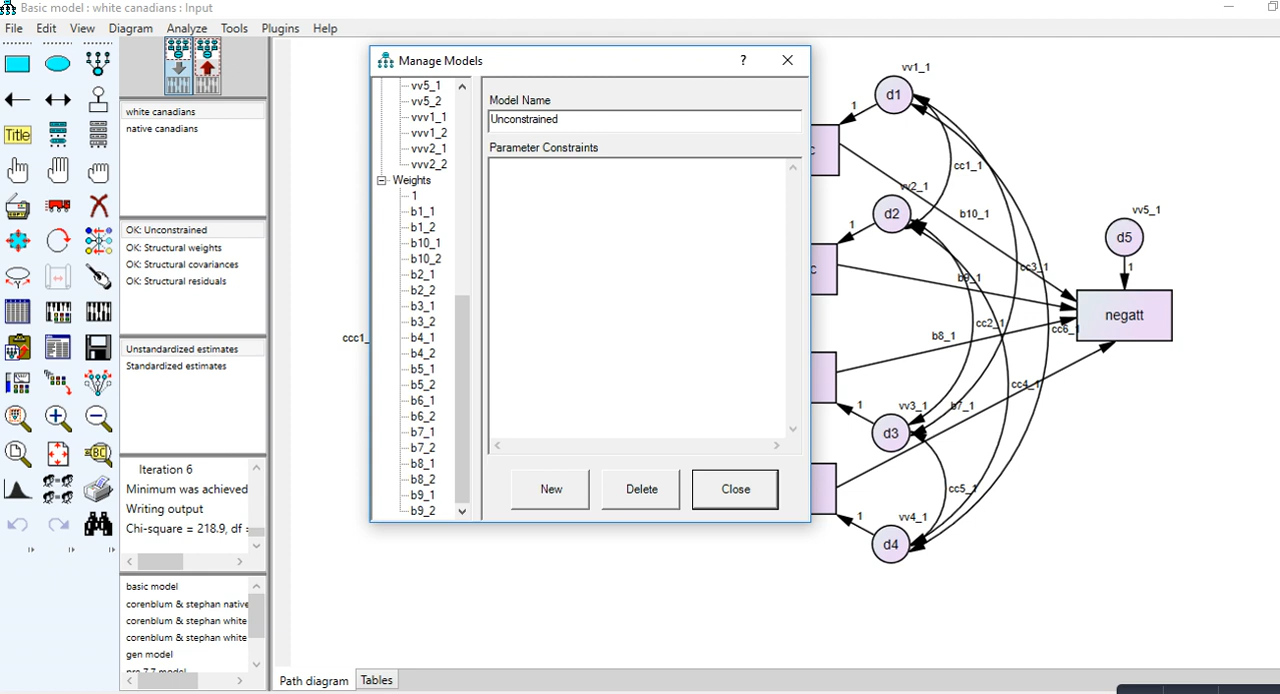 Basic model : white canadians : Input
File Edit View Diagram Analyze Tools Plugins Help
Title
white canadians
native canadians
OK: Unconstrained
OK: Structural weights
OK: Structural covariances
OK: Structural residuals
Unstandardized estimates
Standardized estimates
Iteration 6
Minimum was achieved
Writing output
Chi-square = 218.9, df =
basic model
corenblum & stephan native
corenblum & stephan white
corenblum & stephan white
gen model
pre 7.7 model
Manage Models
?
vv5_1
vv5_2
vvv1_1
vvv1_2
vvv2_1
vvv2_2
Weights
1
b1_1
b1_2
b10_1
b10_2
b2_1
b2_2
b3_1
b3_2
b4_1
b4_2
b5_1
b5_2
b6_1
b6_2
b7_1
b7_2
b8_1
b8_2
b9_1
b9_2
Model Name
Unconstrained
Parameter Constraints
New Delete Close
ccc1_
vv1_1
d1
1
c
cc1_1
vv2_1
d2
1
b10_1
c
vv5_1
d5
1
b9_1
cc3_1
negatt
cc2_1
cc6_1
b8_1
cc4_1
vv3_1
b7_1
1
d3
cc5_1
vv4_1
1
d4
Path diagram Tables